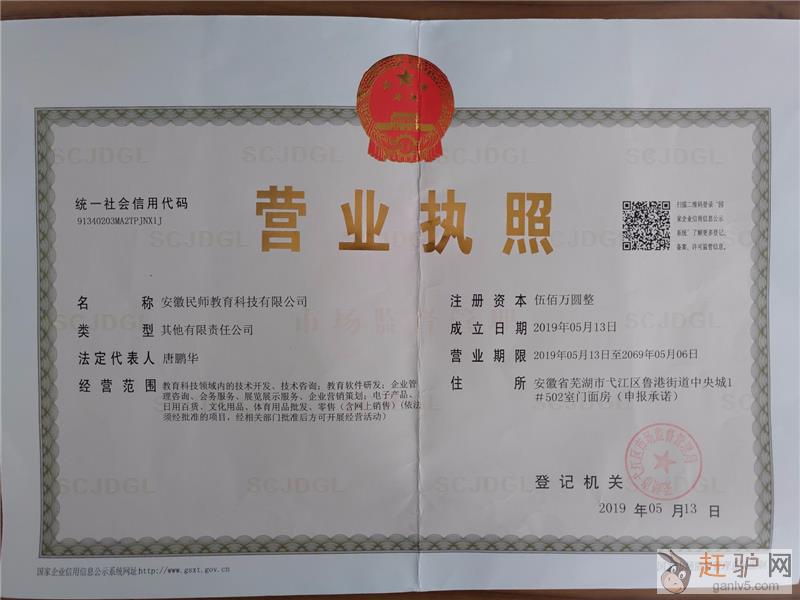 营业执照
统一社会信用代码
91340203MA2TPJNX1J
扫描二维码登录“国
家企业信用信息公示
系统”了解更多登记、
备案、许可监管信息。
名 称 安徽民师教育科技有限公司
类 型 其他有限责任公司
法定代表人 唐鹏华
经营范围 教育科技领域内的技术开发、技术咨询；教育软件研发；企业管
理咨询、会务服务、展览展示服务、企业营销策划；电子产品、
日用百货、文化用品、体育用品批发、零售（含网上销售）(依法
须经批准的项目，经相关部门批准后方可开展经营活动）
注册资本 伍佰万圆整
成立日期 2019年05月13日
营业期限 2019年05月13日至2069年05月06日
住 所 安徽省芜湖市弋江区鲁港街道中央城1
#502室门面房（申报承诺）
登记机关
2019 年05 月13 日
国家企业信用信息公示系统网址http://www.gsxt.gov.cn
SCJDGL
市场监督管理
赶驴网
ganlv5.com